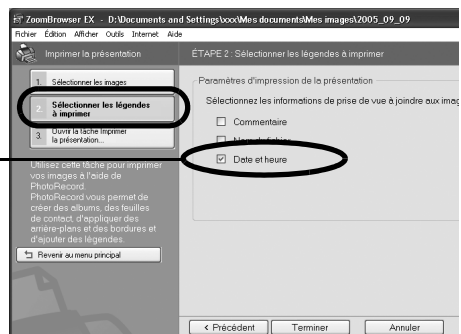 ZoomBrowser EX - D:\Documents and Settings\xxx\Mes documents\Mes images\2005_09_09
Fichier Édition Afficher Outils Internet Aide
Imprimer la présentation
ÉTAPE 2 : Sélectionner les légendes à imprimer
1. Sélectionner les images
2. Sélectionner les légendes
à imprimer
3. Ouvrir la tâche Imprimer
la présentation...
Utilisez cette tâche pour imprimer
vos images à l'aide de
PhotoRecord.
PhotoRecord vous permet de
créer des albums, des feuilles
de contact, d'appliquer des
arrière-plans et des bordures et
d'ajouter des légendes.
Revenir au menu principal
Paramètres d'impression de la présentation
Sélectionnez les informations de prise de vue à joindre aux imag
Commentaire
Nom de fichier
Date et heure
< Précédent
Terminer
Annuler